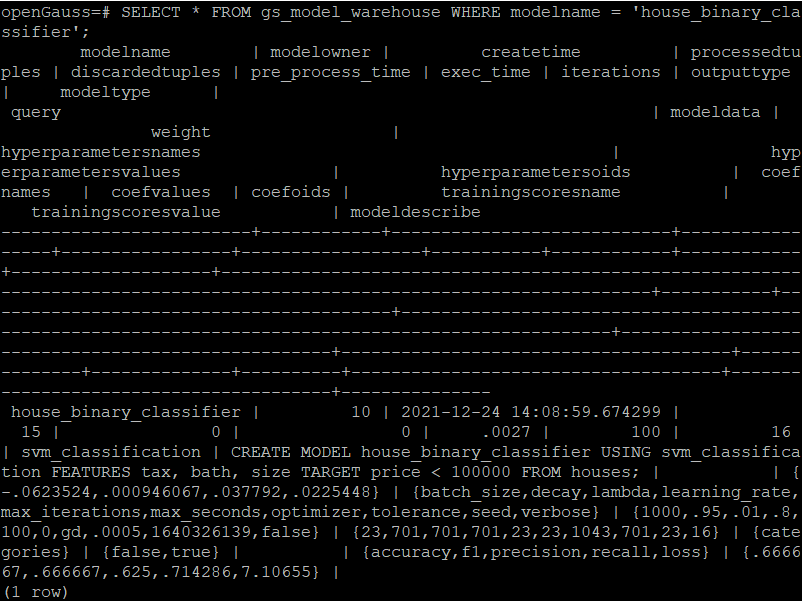 openGauss=# SELECT * FROM gs_model_warehouse WHERE modelname = 'house_binary_cla
ssifier';
        modelname         | modelowner |         createtime         | processedtu
ples | discardedtuples | pre_process_time | exec_time | iterations | outputtype
|     modeltype      |
 query                                                           | modeldata |
               weight                  |
hyperparametersnames                                         |               hyp
erparametersvalues               |          hyperparametersoids          | coef
names   |  coefvalues  | coefoids |         trainingscoresname          |
   trainingscoresvalue           | modeldescribe
-------------------------+------------+----------------------------+------------
-----+-----------------+------------------+-----------+------------+------------
+--------------------+----------------------------------------------------------
-----------------------------------------------------------------+-----------+--
---------------------------------------+----------------------------------------
-------------------------------------------------------------+------------------
---------------------------------+---------------------------------------+------
--------+--------------+----------+-------------------------------------+-------
---------------------------------+---------------
 house_binary_classifier |         10 | 2021-12-24 14:08:59.674299 |
  15 |               0 |                0 |     .0027 |        100 |         16
| svm_classification | CREATE MODEL house_binary_classifier USING svm_classifica
tion FEATURES tax, bath, size TARGET price < 100000 FROM houses; |           | {
-.0623524,.000946067,.037792,.0225448} | {batch_size,decay,lambda,learning_rate,
max_iterations,max_seconds,optimizer,tolerance,seed,verbose} | {1000,.95,.01,.8,
100,0,gd,.0005,1640326139,false} | {23,701,701,701,23,23,1043,701,23,16} | {cate
gories} | {false,true} |          | {accuracy,f1,precision,recall,loss} | {.6666
67,.666667,.625,.714286,7.10655} |
(1 row)